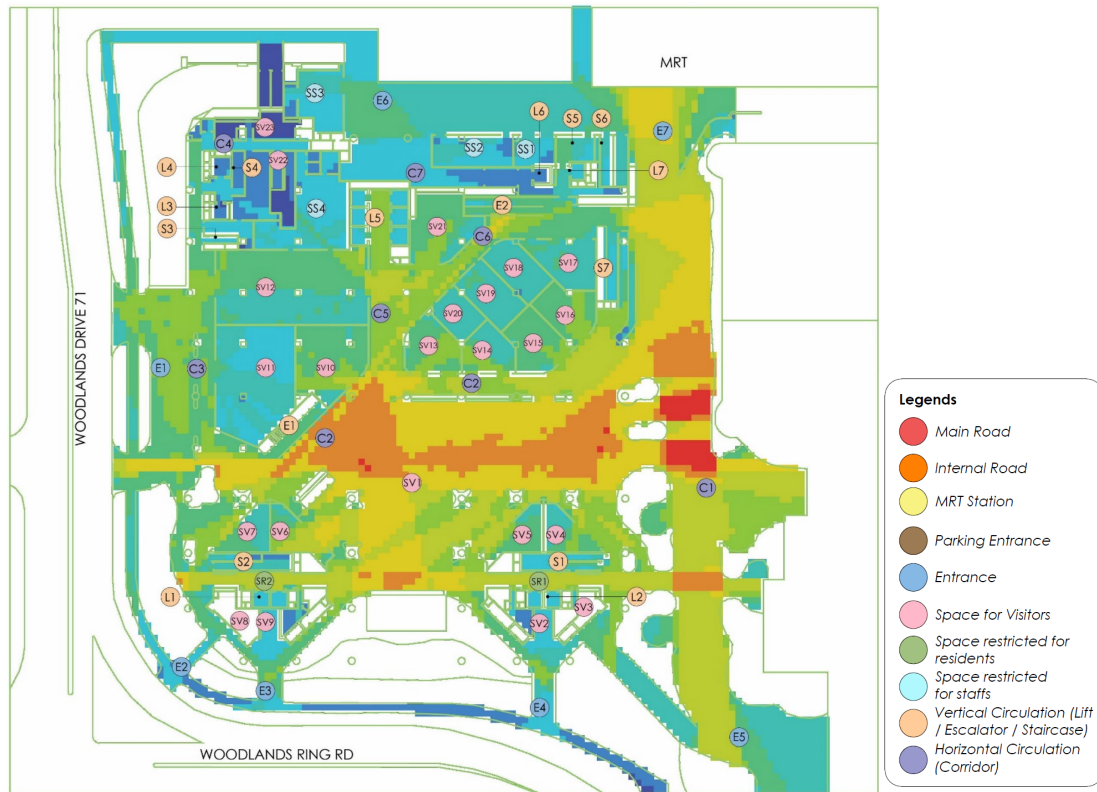 MRT
SS3
E6
L6
S5
S6
E7
SV23
C4
SS2
SS1
L4
S4
SV22
C7
L7
L3
SS4
E2
S3
L5
SV21
C6
SV18
SV17
S7
SV12
SV19
C5
SV20
SV16
WOODLANDS DRIVE 71
SV13
SV14
SV15
E1
C3
SV11
SV10
C2
E1
C2
SV1
C1
SV7
SV6
SV5
SV4
S2
S1
SR2
SR1
L1
L2
SV8
SV9
SV2
SV3
E2
E3
E4
E5
WOODLANDS RING RD
Legends
Main Road
Internal Road
MRT Station
Parking Entrance
Entrance
Space for Visitors
Space restricted for
residents
Space restricted
for staffs
Vertical Circulation (Lift
/ Escalator / Staircase)
Horizontal Circulation
(Corridor)